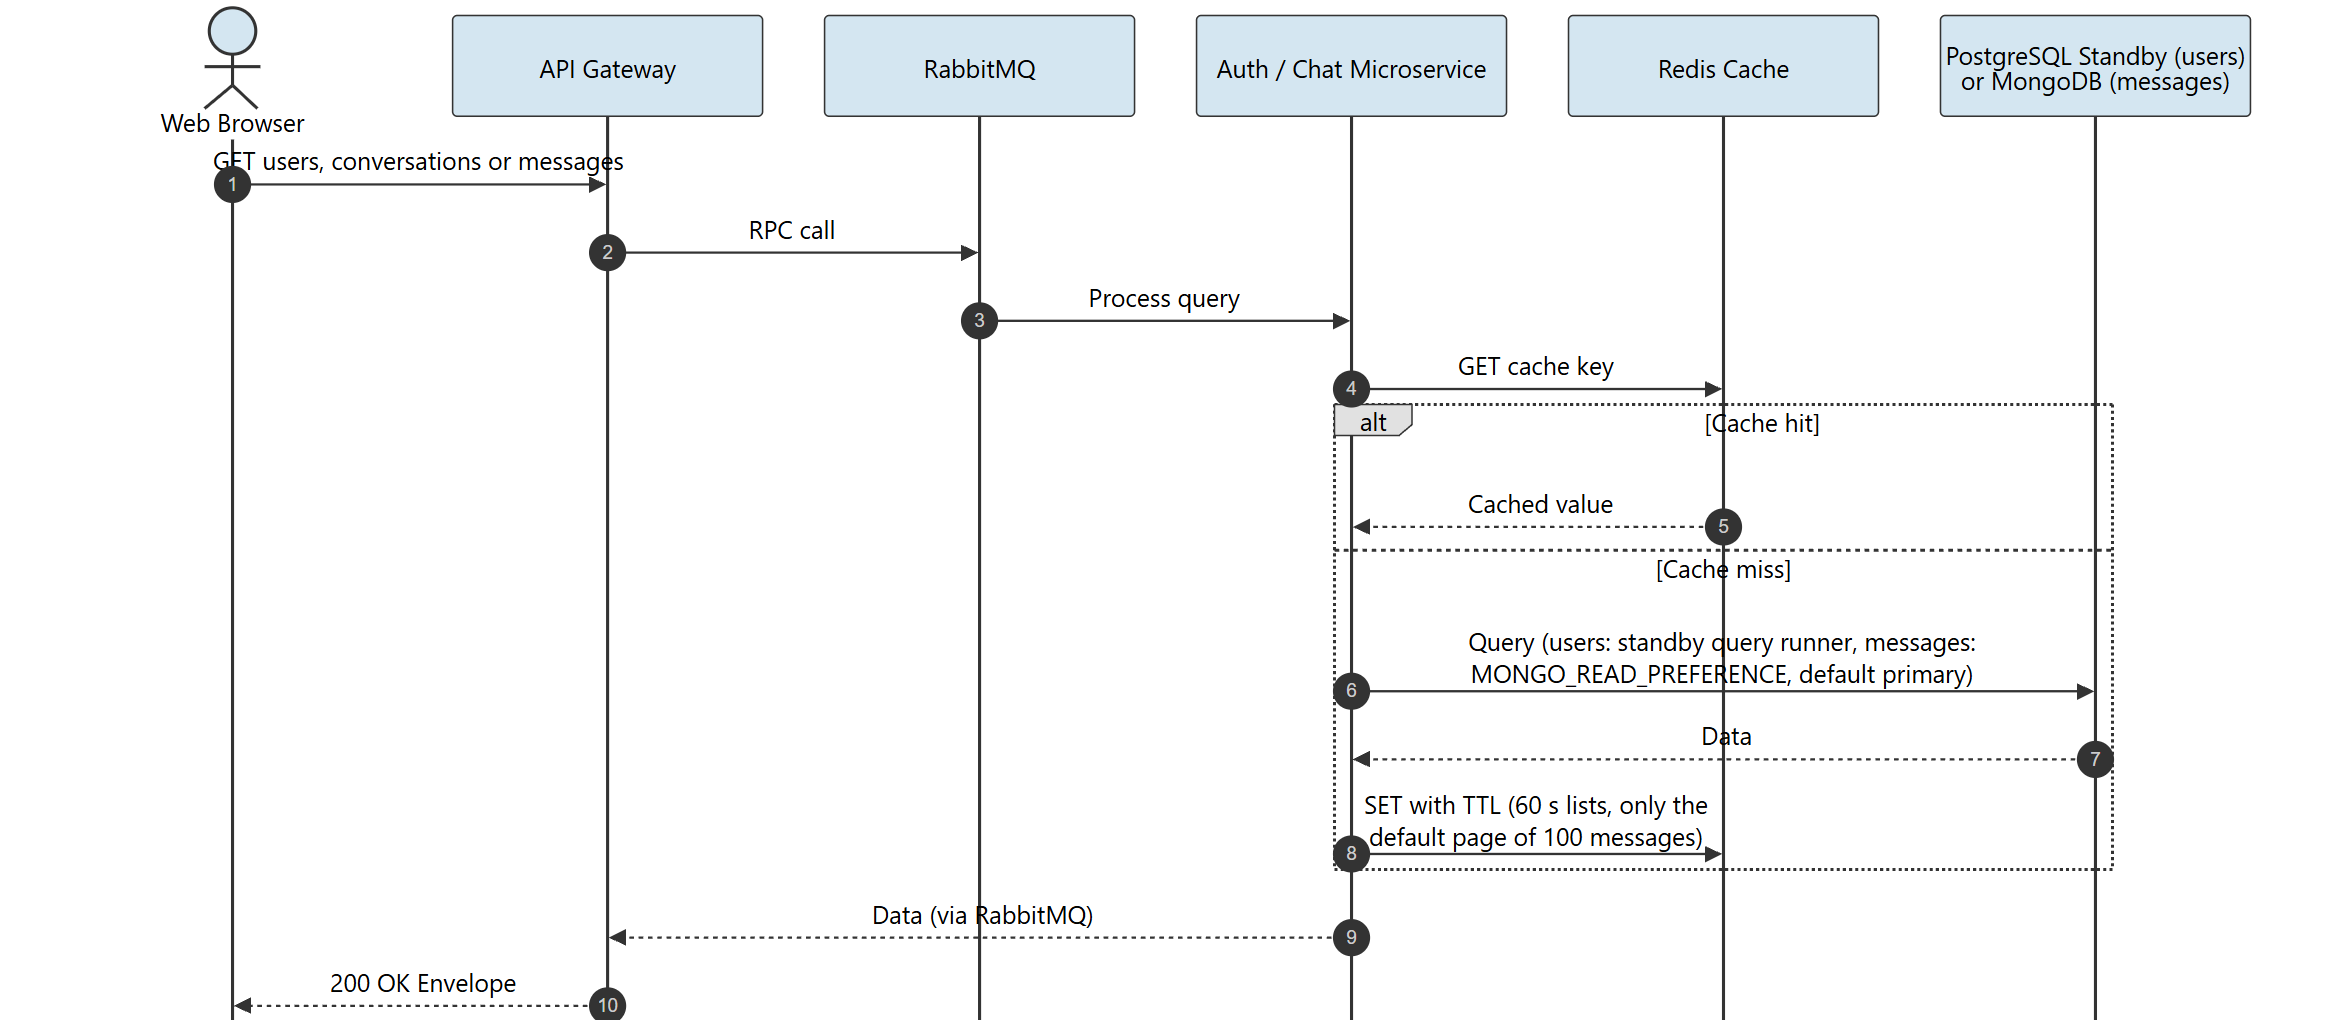 Web Browser
API Gateway
RabbitMQ
Auth / Chat Microservice
Redis Cache
PostgreSQL Standby (users)
or MongoDB (messages)
GET users, conversations or messages
1
RPC call
2
Process query
3
GET cache key
4
alt
[Cache hit]
Cached value
5
[Cache miss]
Query (users: standby query runner, messages:
MONGO_READ_PREFERENCE, default primary)
6
Data
7
SET with TTL (60 s lists, only the
default page of 100 messages)
8
Data (via RabbitMQ)
9
200 OK Envelope
10